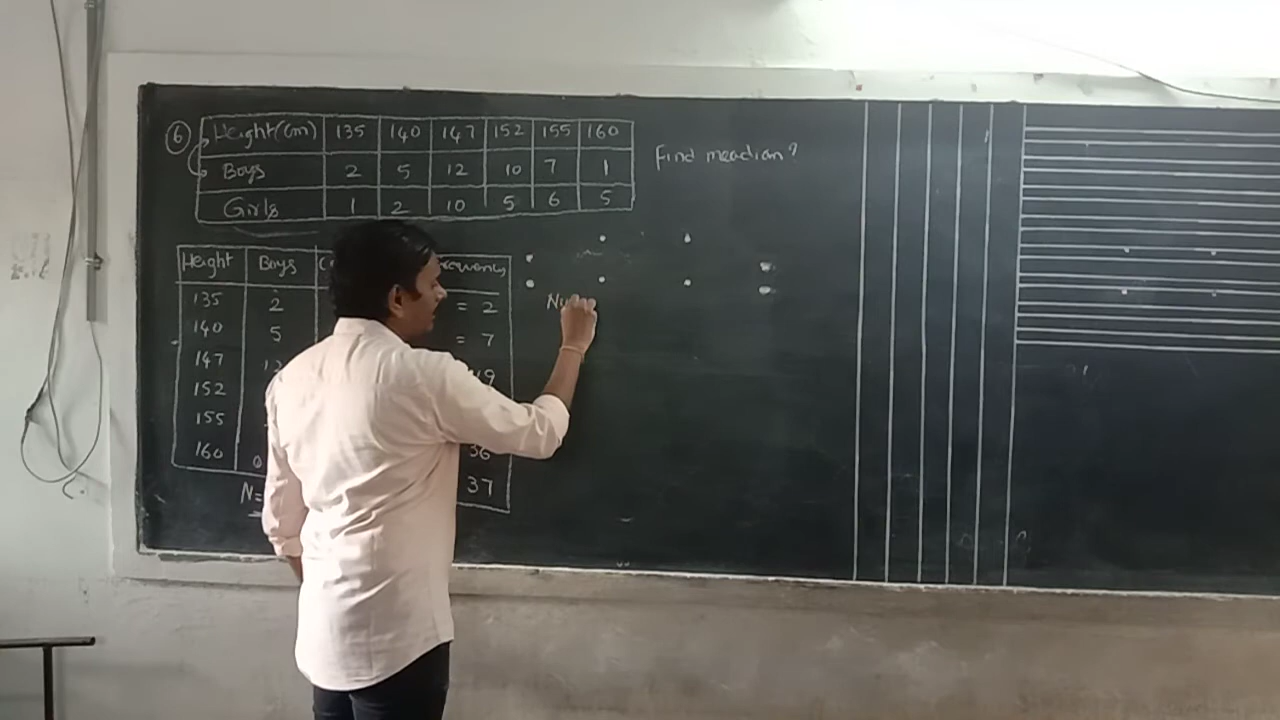 6 Height(cm) 135 140 147 152 155 160
Boys 2 5 12 10 7 1
Girls 1 2 10 5 6 5
Find meadian?
Height Boys
135 2 = 2
140 5 = 7
147 19
152
155
160 36
N= 37